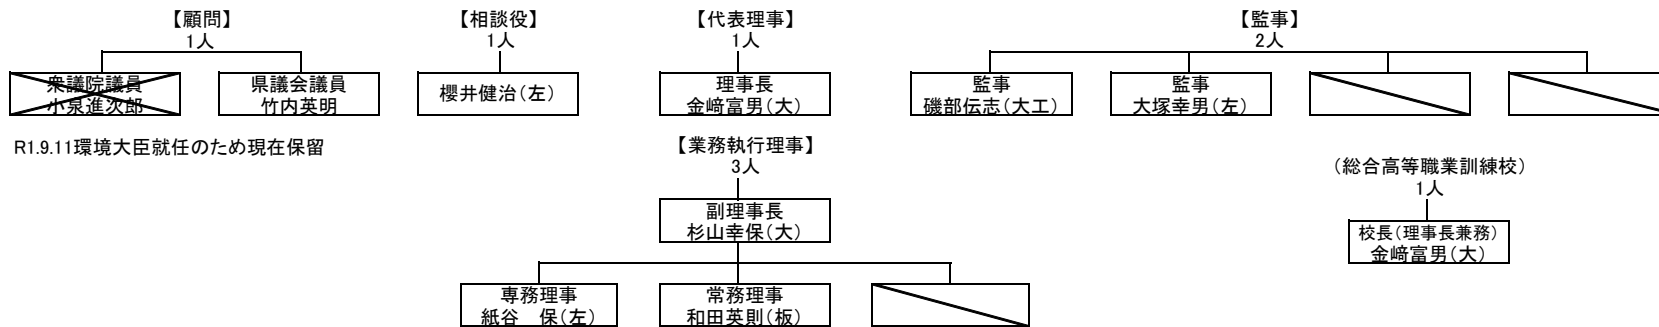 【顧問】
1人
衆議院議員
小泉進次郎
県議会議員
竹内英明
R1.9.11環境大臣就任のため現在保留
【相談役】
1人
櫻井健治（左）
【代表理事】
1人
理事長
金﨑富男（大）
【監事】
2人
監事
磯部伝志（大工）
監事
大塚幸男（左）
【業務執行理事】
3人
副理事長
杉山幸保（大）
専務理事
紙谷　保（左）
常務理事
和田英則（板）
（総合高等職業訓練校）
1人
校長（理事長兼務）
金﨑富男（大）